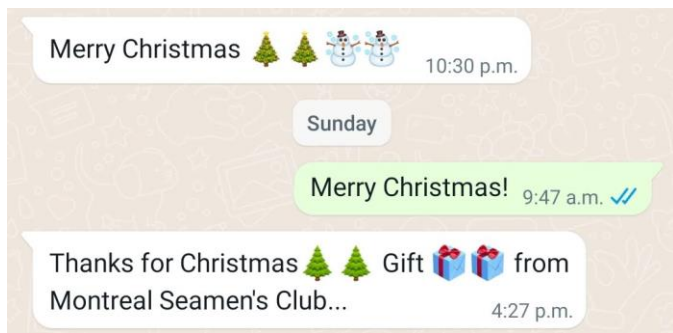 Merry Christmas 🎄🎄☃️☃️
10:30 p.m.
Sunday
Merry Christmas! 9:47 a.m.
Thanks for Christmas🌲🌲 Gift 🎁🎁 from
Montreal Seamen's Club...
4:27 p.m.